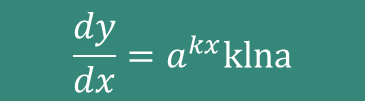 dy/dx = a^{kx} klna